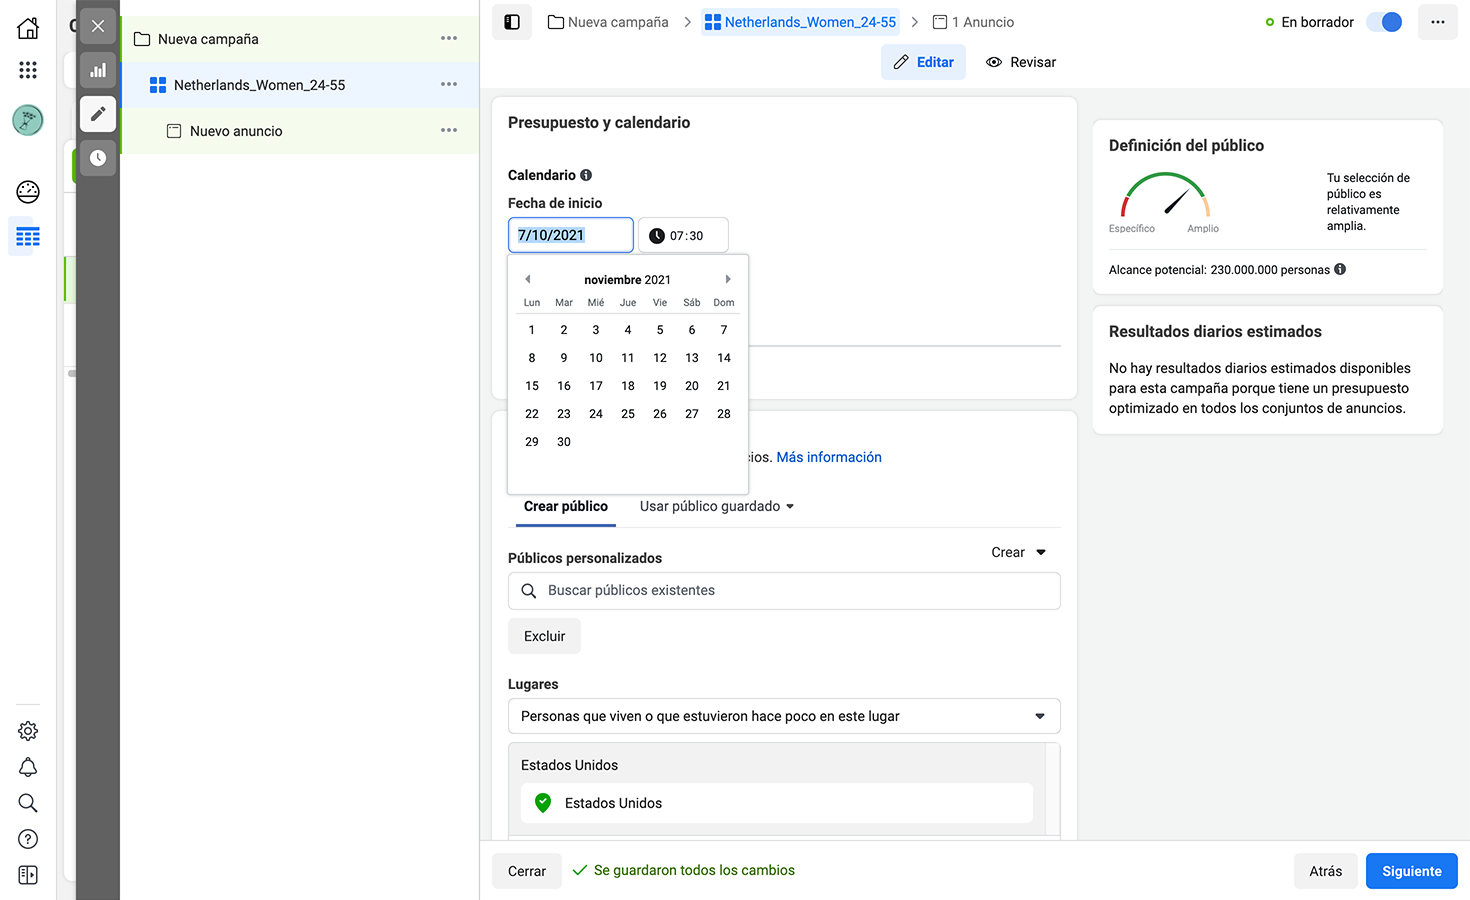 Nueva campaña
Netherlands_Women_24-55
Nuevo anuncio
Nueva campaña
Netherlands_Women_24-55
1 Anuncio
En borrador
Editar
Revisar
Presupuesto y calendario
Calendario
Fecha de inicio
7/10/2021
07:30
noviembre 2021
Lun Mar Mié Jue Vie Sáb Dom
1 2 3 4 5 6 7
8 9 10 11 12 13 14
15 16 17 18 19 20 21
22 23 24 25 26 27 28
29 30
cios. Más información
Crear público
Usar público guardado
Públicos personalizados
Crear
Buscar públicos existentes
Excluir
Lugares
Personas que viven o que estuvieron hace poco en este lugar
Estados Unidos
Estados Unidos
Definición del público
Tu selección de
público es
relativamente
amplia.
Específico
Amplio
Alcance potencial: 230.000.000 personas
Resultados diarios estimados
No hay resultados diarios estimados disponibles
para esta campaña porque tiene un presupuesto
optimizado en todos los conjuntos de anuncios.
Cerrar
Se guardaron todos los cambios
Atrás
Siguiente